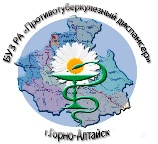 БУЗ РА «Противотуберкулезный диспансер»
г.Горно-Алтайск